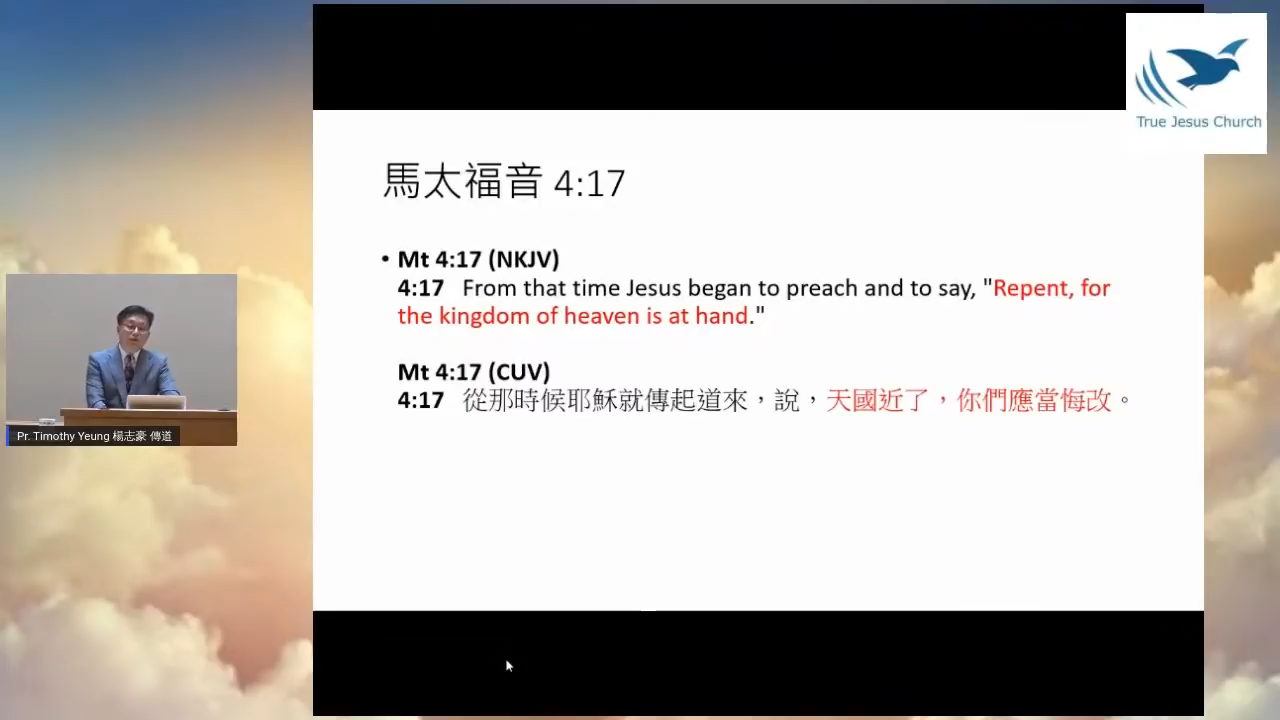 True Jesus Church
馬太福音 4:17
• Mt 4:17 (NKJV)
4:17 From that time Jesus began to preach and to say, "Repent, for
the kingdom of heaven is at hand."
Mt 4:17 (CUV)
4:17 從那時候耶穌就傳起道來，說，天國近了，你們應當悔改。
Pr. Timothy Yeung 楊志豪 傳道